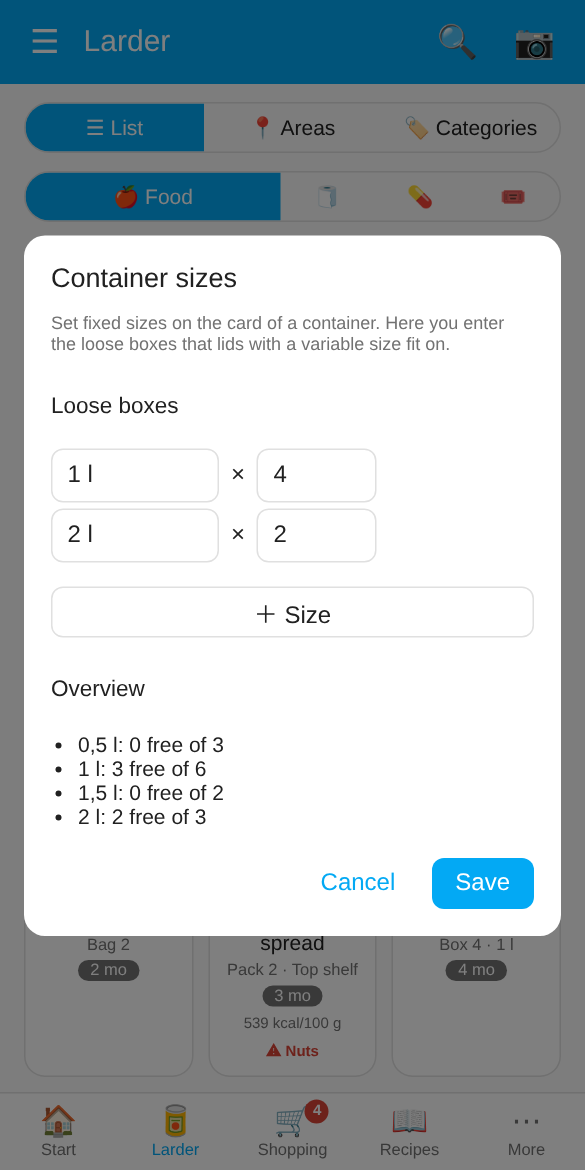 Larder
List
Areas
Categories
Food
Container sizes
Set fixed sizes on the card of a container. Here you enter
the loose boxes that lids with a variable size fit on.
Loose boxes
1 l × 4
2 l × 2
+ Size
Overview
• 0,5 l: 0 free of 3
• 1 l: 3 free of 6
• 1,5 l: 0 free of 2
• 2 l: 2 free of 3
Cancel
Save
Bag 2
2 mo
spread
Pack 2 · Top shelf
3 mo
539 kcal/100 g
Nuts
Box 4 · 1 l
4 mo
4
Start
Larder
Shopping
Recipes
More